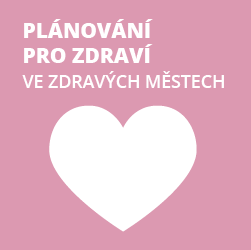 PLÁNOVÁNÍ
PRO ZDRAVÍ
VE ZDRAVÝCH MĚSTECH